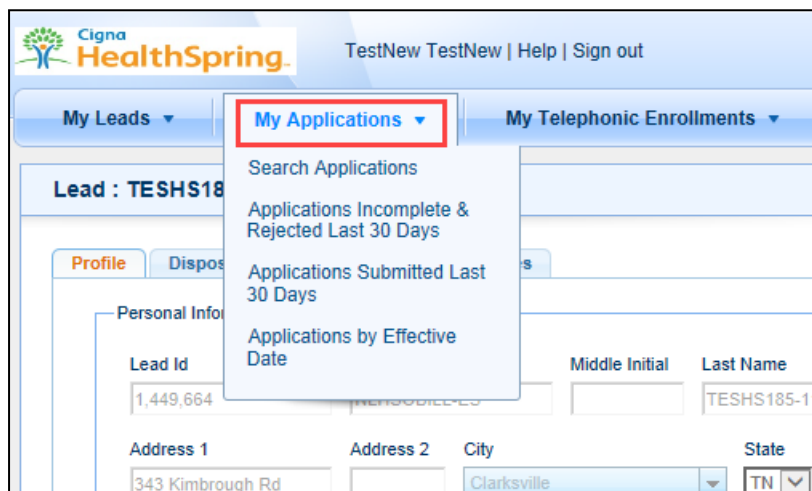 Cigna
HealthSpring.
TestNew TestNew | Help | Sign out
My Leads
My Applications
My Telephonic Enrollments
Search Applications
Applications Incomplete &
Rejected Last 30 Days
Applications Submitted Last
30 Days
Applications by Effective
Date
Lead : TESHS18
Profile
Dispos
s
Personal Infor
Lead Id
Middle Initial
Last Name
1,449,664
TESHS185-1
Address 1
Address 2
City
State
343 Kimbrough Rd
Clarksville
TN